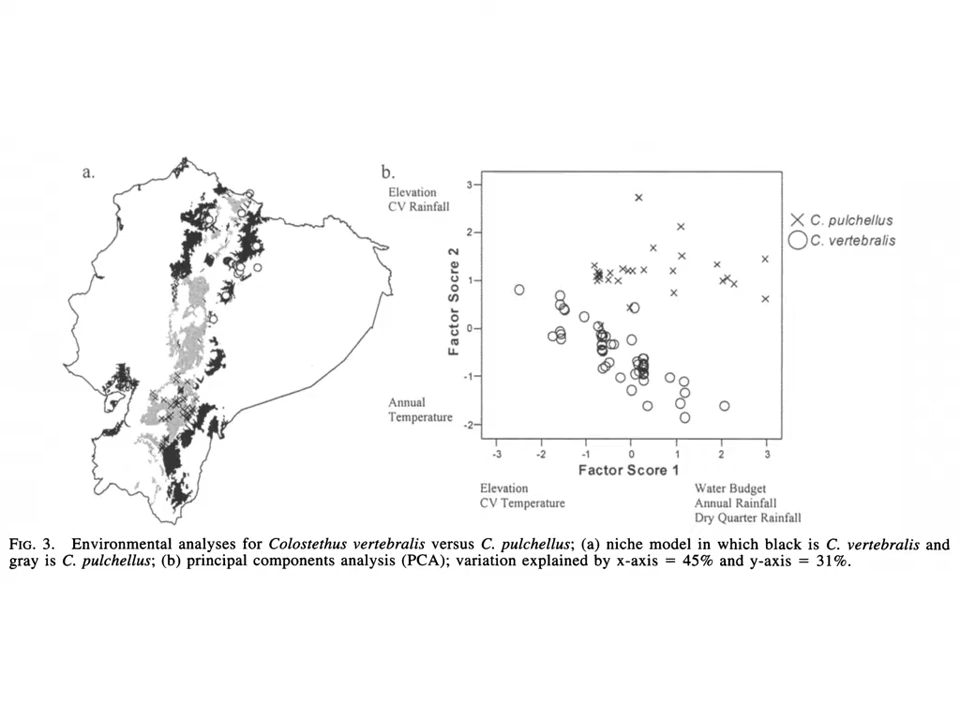 a.
b.
Elevation
CV Rainfall
Annual
Temperature
Factor Socre 2
3
2
1
0
-1
-2
-3
-2
-1
0
1
2
3
Factor Score 1
Elevation
CV Temperature
Water Budget
Annual Rainfall
Dry Quarter Rainfall
C. pulchellus
C. vertebralis
FIG. 3. Environmental analyses for Colostethus vertebralis versus C. pulchellus; (a) niche model in which black is C. vertebralis and
gray is C. pulchellus; (b) principal components analysis (PCA); variation explained by x-axis = 45% and y-axis = 31%.